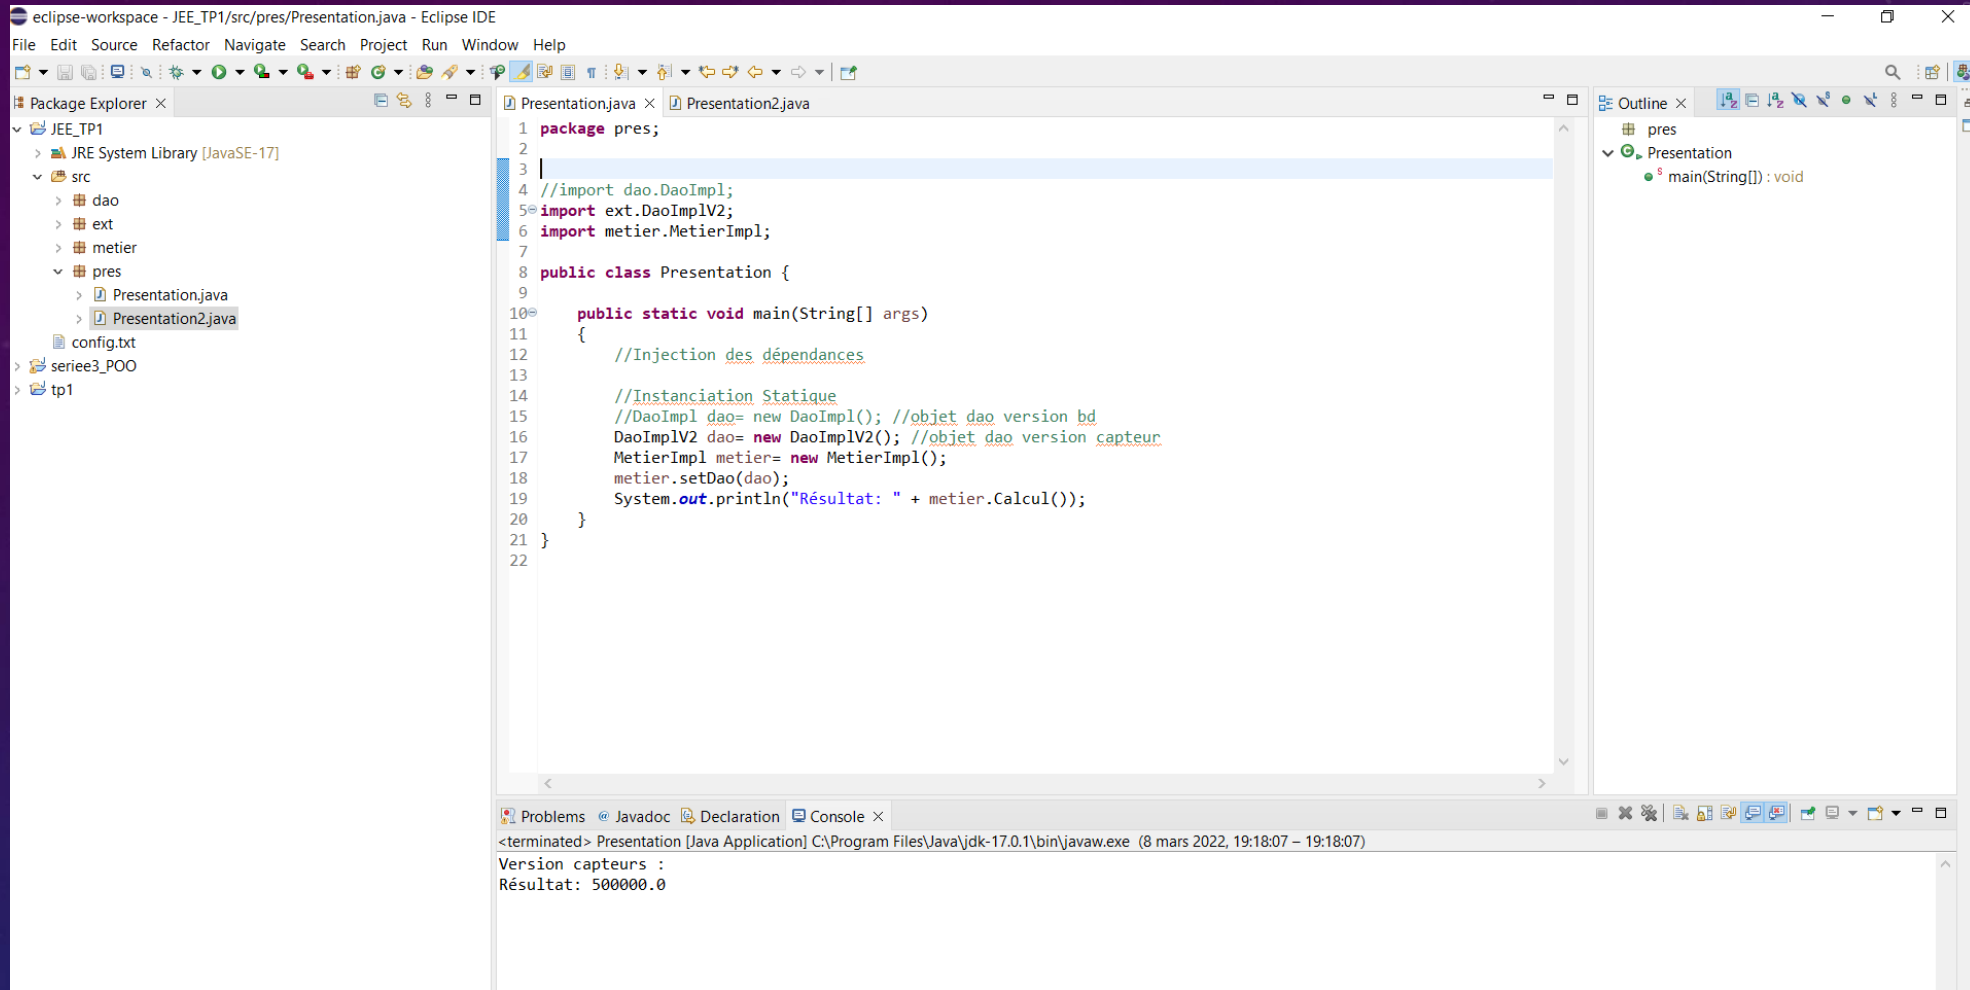 eclipse-workspace - JEE_TP1/src/pres/Presentation.java - Eclipse IDE
File Edit Source Refactor Navigate Search Project Run Window Help
Package Explorer
JEE_TP1
JRE System Library [JavaSE-17]
src
dao
ext
metier
pres
Presentation.java
Presentation2.java
config.txt
seriee3_POO
tp1
Presentation.java Presentation2.java
1 package pres;
2
3
4 //import dao.DaoImpl;
5 import ext.DaoImplV2;
6 import metier.MetierImpl;
7
8 public class Presentation {
9
10 public static void main(String[] args)
11 {
12 //Injection des dépendances
13
14 //Instanciation Statique
15 //DaoImpl dao= new DaoImpl(); //objet dao version bd
16 DaoImplV2 dao= new DaoImplV2(); //objet dao version capteur
17 MetierImpl metier= new MetierImpl();
18 metier.setDao(dao);
19 System.out.println("Résultat: " + metier.Calcul());
20 }
21 }
22
Outline
pres
Presentation
main(String[]) : void
Problems Javadoc Declaration Console
<terminated> Presentation [Java Application] C:\Program Files\Java\jdk-17.0.1\bin\javaw.exe (8 mars 2022, 19:18:07 – 19:18:07)
Version capteurs :
Résultat: 500000.0